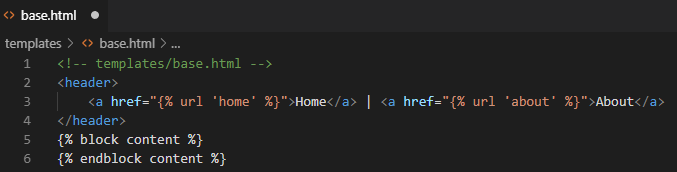 base.html
templates > base.html > ...
1 <!-- templates/base.html -->
2 <header>
3     <a href="{% url 'home' %}">Home</a> | <a href="{% url 'about' %}">About</a>
4 </header>
5 {% block content %}
6 {% endblock content %}